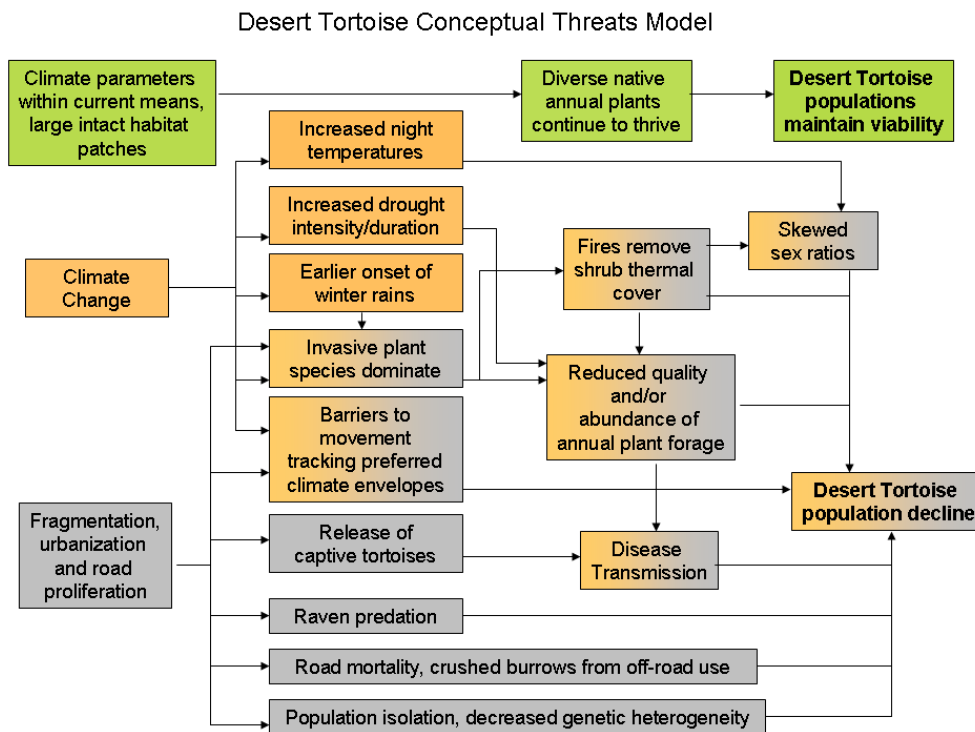 Desert Tortoise Conceptual Threats Model
Climate parameters
within current means,
large intact habitat
patches
Diverse native
annual plants
continue to thrive
Desert Tortoise
populations
maintain viability
Increased night
temperatures
Increased drought
intensity/duration
Fires remove
shrub thermal
cover
Skewed
sex ratios
Climate
Change
Earlier onset of
winter rains
Invasive plant
species dominate
Reduced quality
and/or
abundance of
annual plant forage
Barriers to
movement
tracking preferred
climate envelopes
Desert Tortoise
population decline
Fragmentation,
urbanization
and road
proliferation
Release of
captive tortoises
Disease
Transmission
Raven predation
Road mortality, crushed burrows from off-road use
Population isolation, decreased genetic heterogeneity